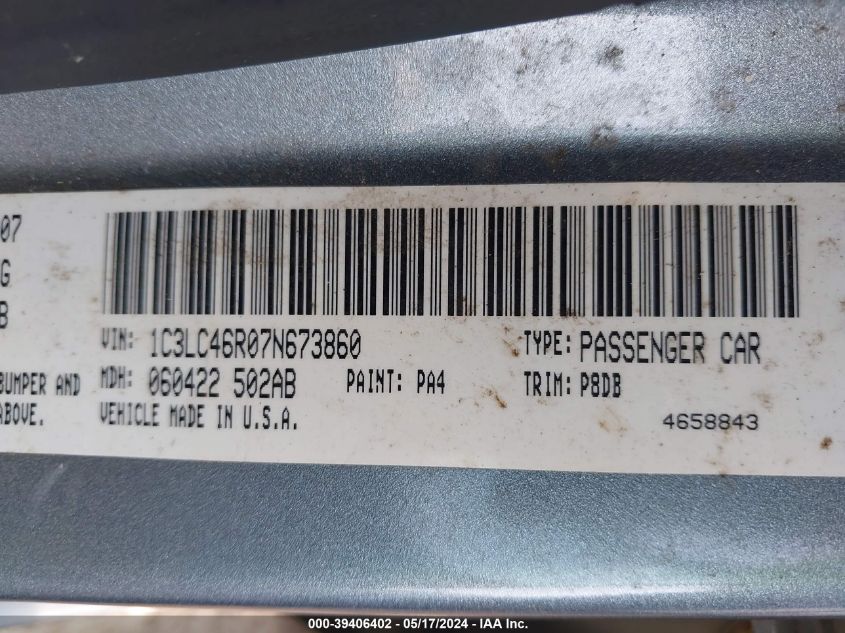 07
G
B
VIN: 1C3LC46R07N673860 TYPE: PASSENGER CAR
BUMPER AND MDH: 060422 502AB PAINT: PA4 TRIM: P8DB
ABOVE. VEHICLE MADE IN U.S.A. 4658843
000-39406402 - 05/17/2024 - IAA Inc.